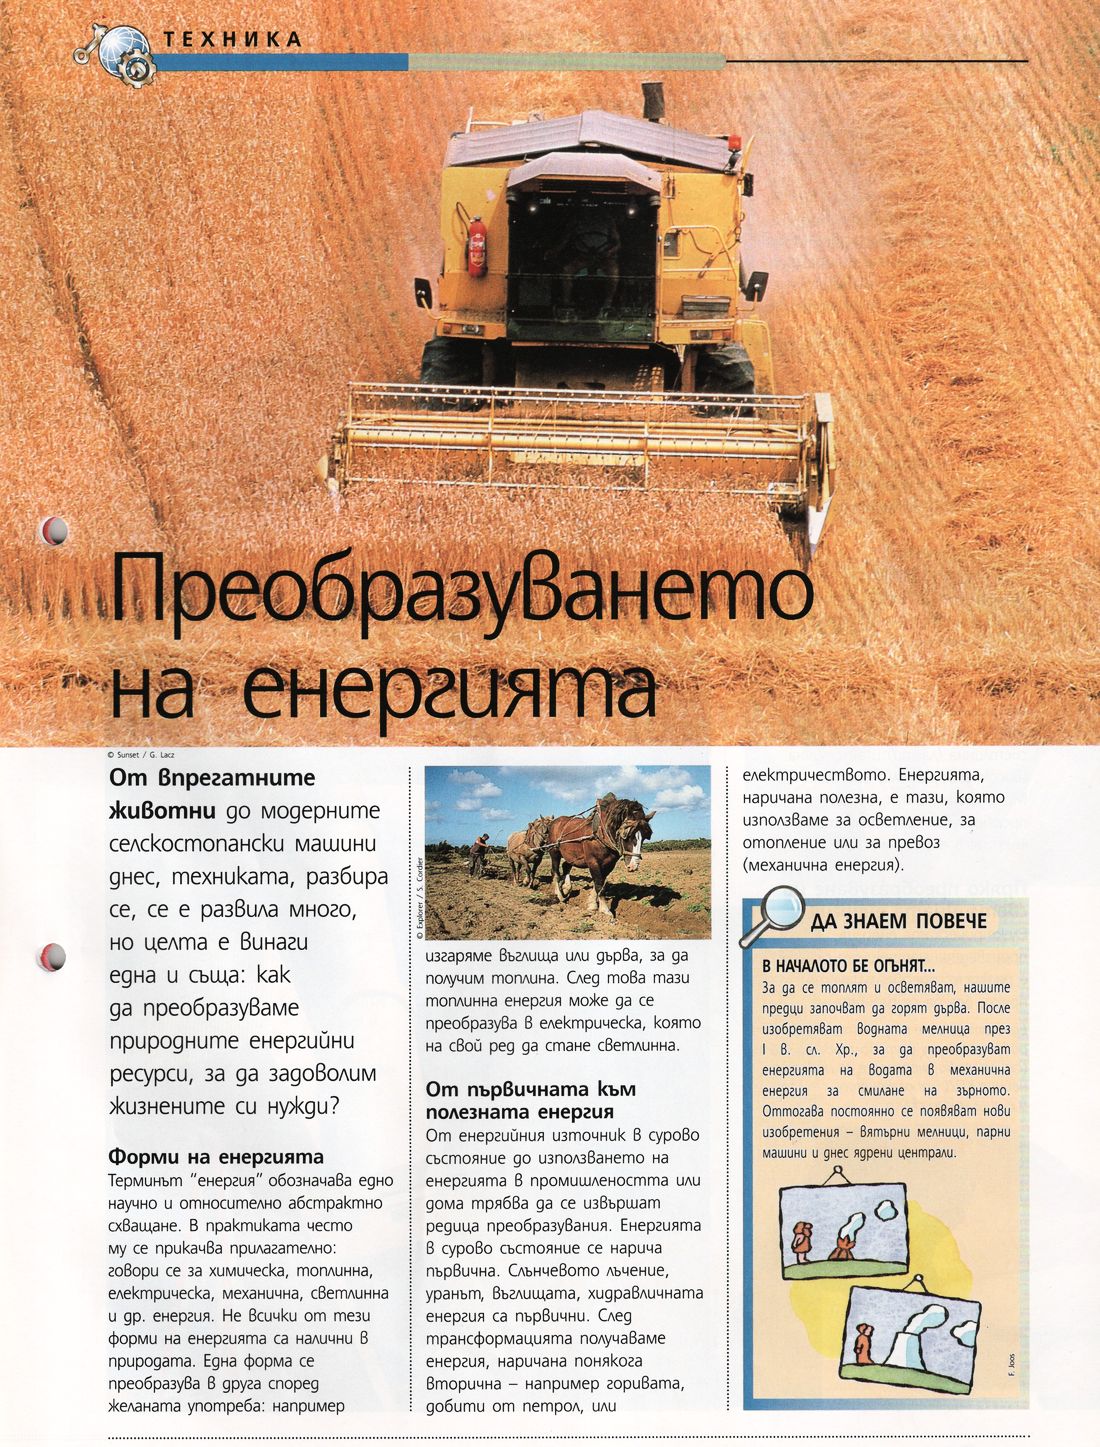 ТЕХНИКА
Преобразуването
на енергията
© Sunset / G. Lacz
От впрегатните
животни до модерните
селскостопански машини
днес, техниката, разбира
се, се е развила много,
но целта е винаги
една и съща: как
да преобразуваме
природните енергийни
ресурси, за да задоволим
жизнените си нужди?
Форми на енергията
Терминът “енергия” обозначава едно
научно и относително абстрактно
схващане. В практиката често
му се прикачва прилагателно:
говори се за химическа, топлинна,
електрическа, механична, светлинна
и др. енергия. Не всички от тези
форми на енергията са налични в
природата. Една форма се
преобразува в друга според
желаната употреба: например
© Explorer / S. Cordier
изгаряме въглища или дърва, за да
получим топлина. След това тази
топлинна енергия може да се
преобразува в електрическа, която
на свой ред да стане светлинна.
От първичната към
полезната енергия
От енергийния източник в сурово
състояние до използването на
енергията в промишлеността или
дома трябва да се извършат
редица преобразувания. Енергията
в сурово състояние се нарича
първична. Слънчевото лъчение,
уранът, въглищата, хидравличната
енергия са първични. След
трансформацията получаваме
енергия, наричана понякога
вторична – например горивата,
добити от петрол, или
електричеството. Енергията,
наричана полезна, е тази, която
използваме за осветление, за
отопление или за превоз
(механична енергия).
ДА ЗНАЕМ ПОВЕЧЕ
В НАЧАЛОТО БЕ ОГЪНЯТ...
За да се топлят и осветяват, нашите
предци започват да горят дърва. После
изобретяват водната мелница през
I в. сл. Хр., за да преобразуват
енергията на водата в механична
енергия за смилане на зърното.
Оттогава постоянно се появяват нови
изобретения – вятърни мелници, парни
машини и днес ядрени централи.
F. Joos